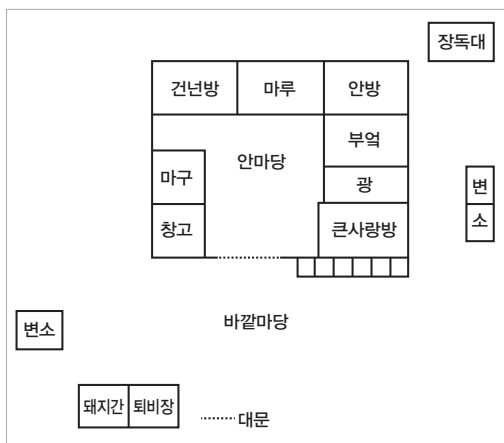 장독대
건넌방 마루 안방
부엌
안마당
마구 광 변
창고 큰사랑방 소
바깥마당
변소
돼지간 퇴비장
대문